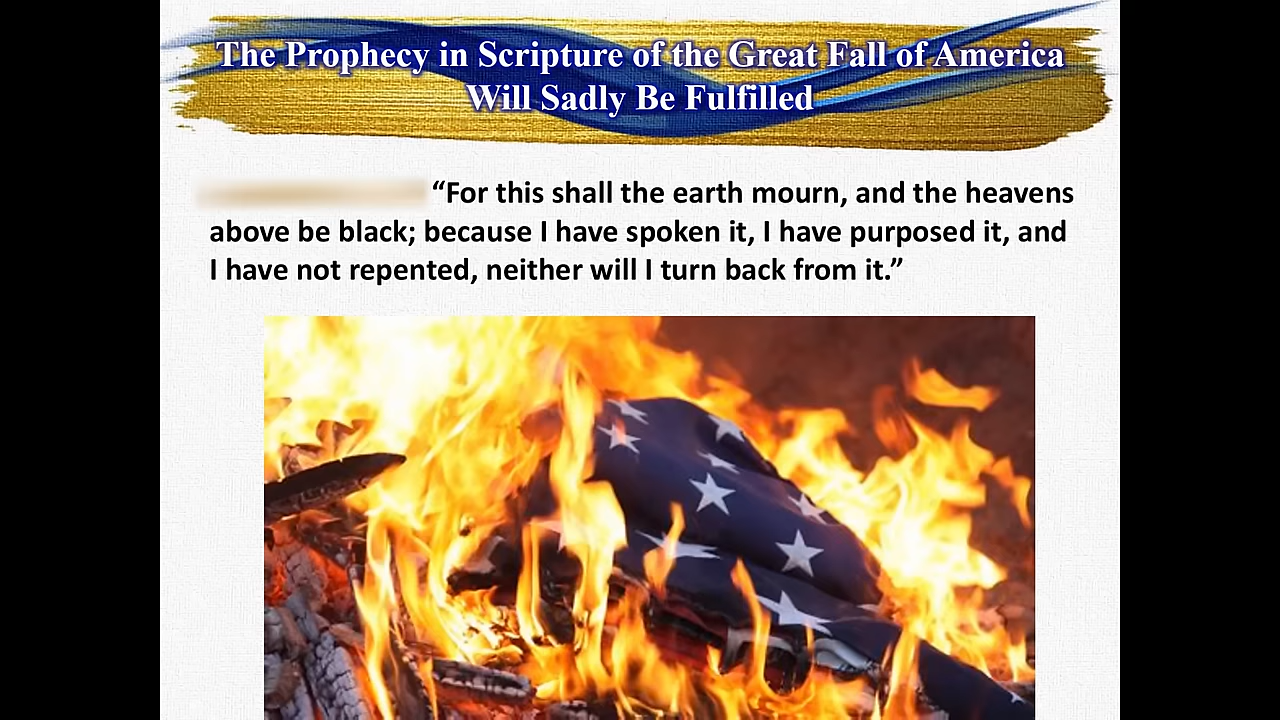 The Prophecy in Scripture of the Great Fall of America
Will Sadly Be Fulfilled
“For this shall the earth mourn, and the heavens
above be black; because I have spoken it, I have purposed it, and
I have not repented, neither will I turn back from it.”